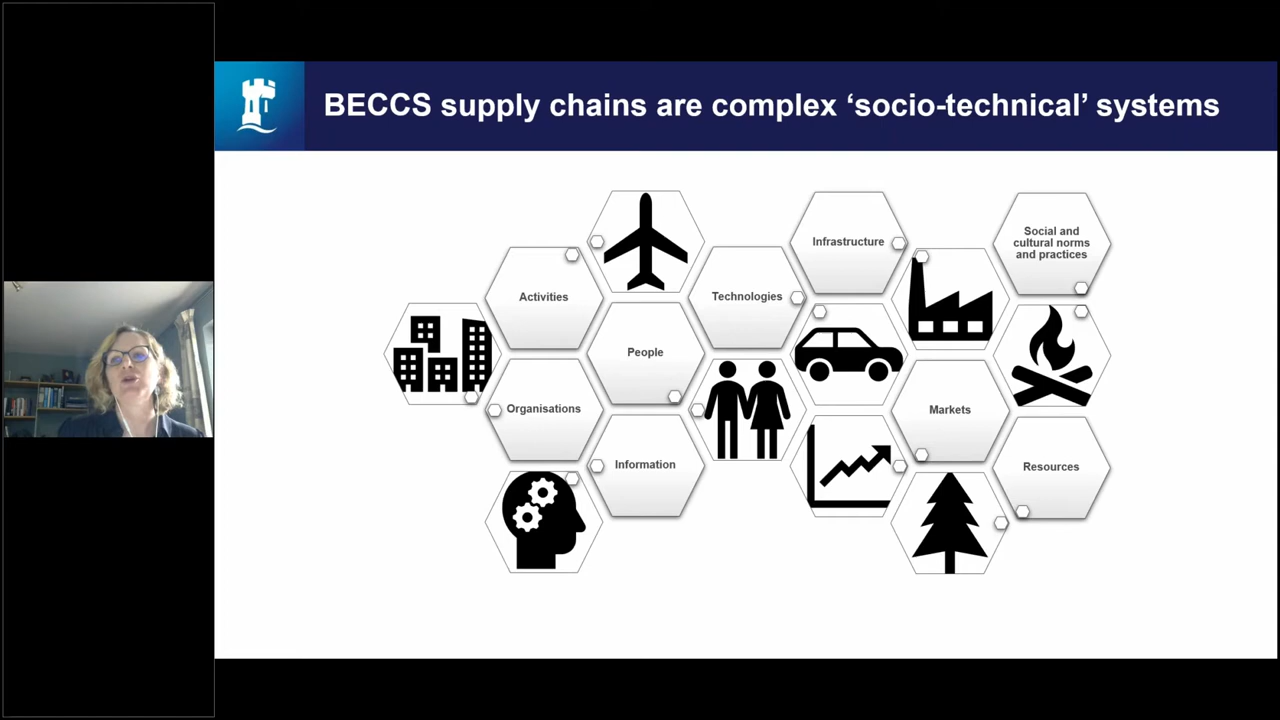 BECCS supply chains are complex ‘socio-technical’ systems
Activities
People
Organisations
Information
Technologies
Infrastructure
Markets
Social and
cultural norms
and practices
Resources